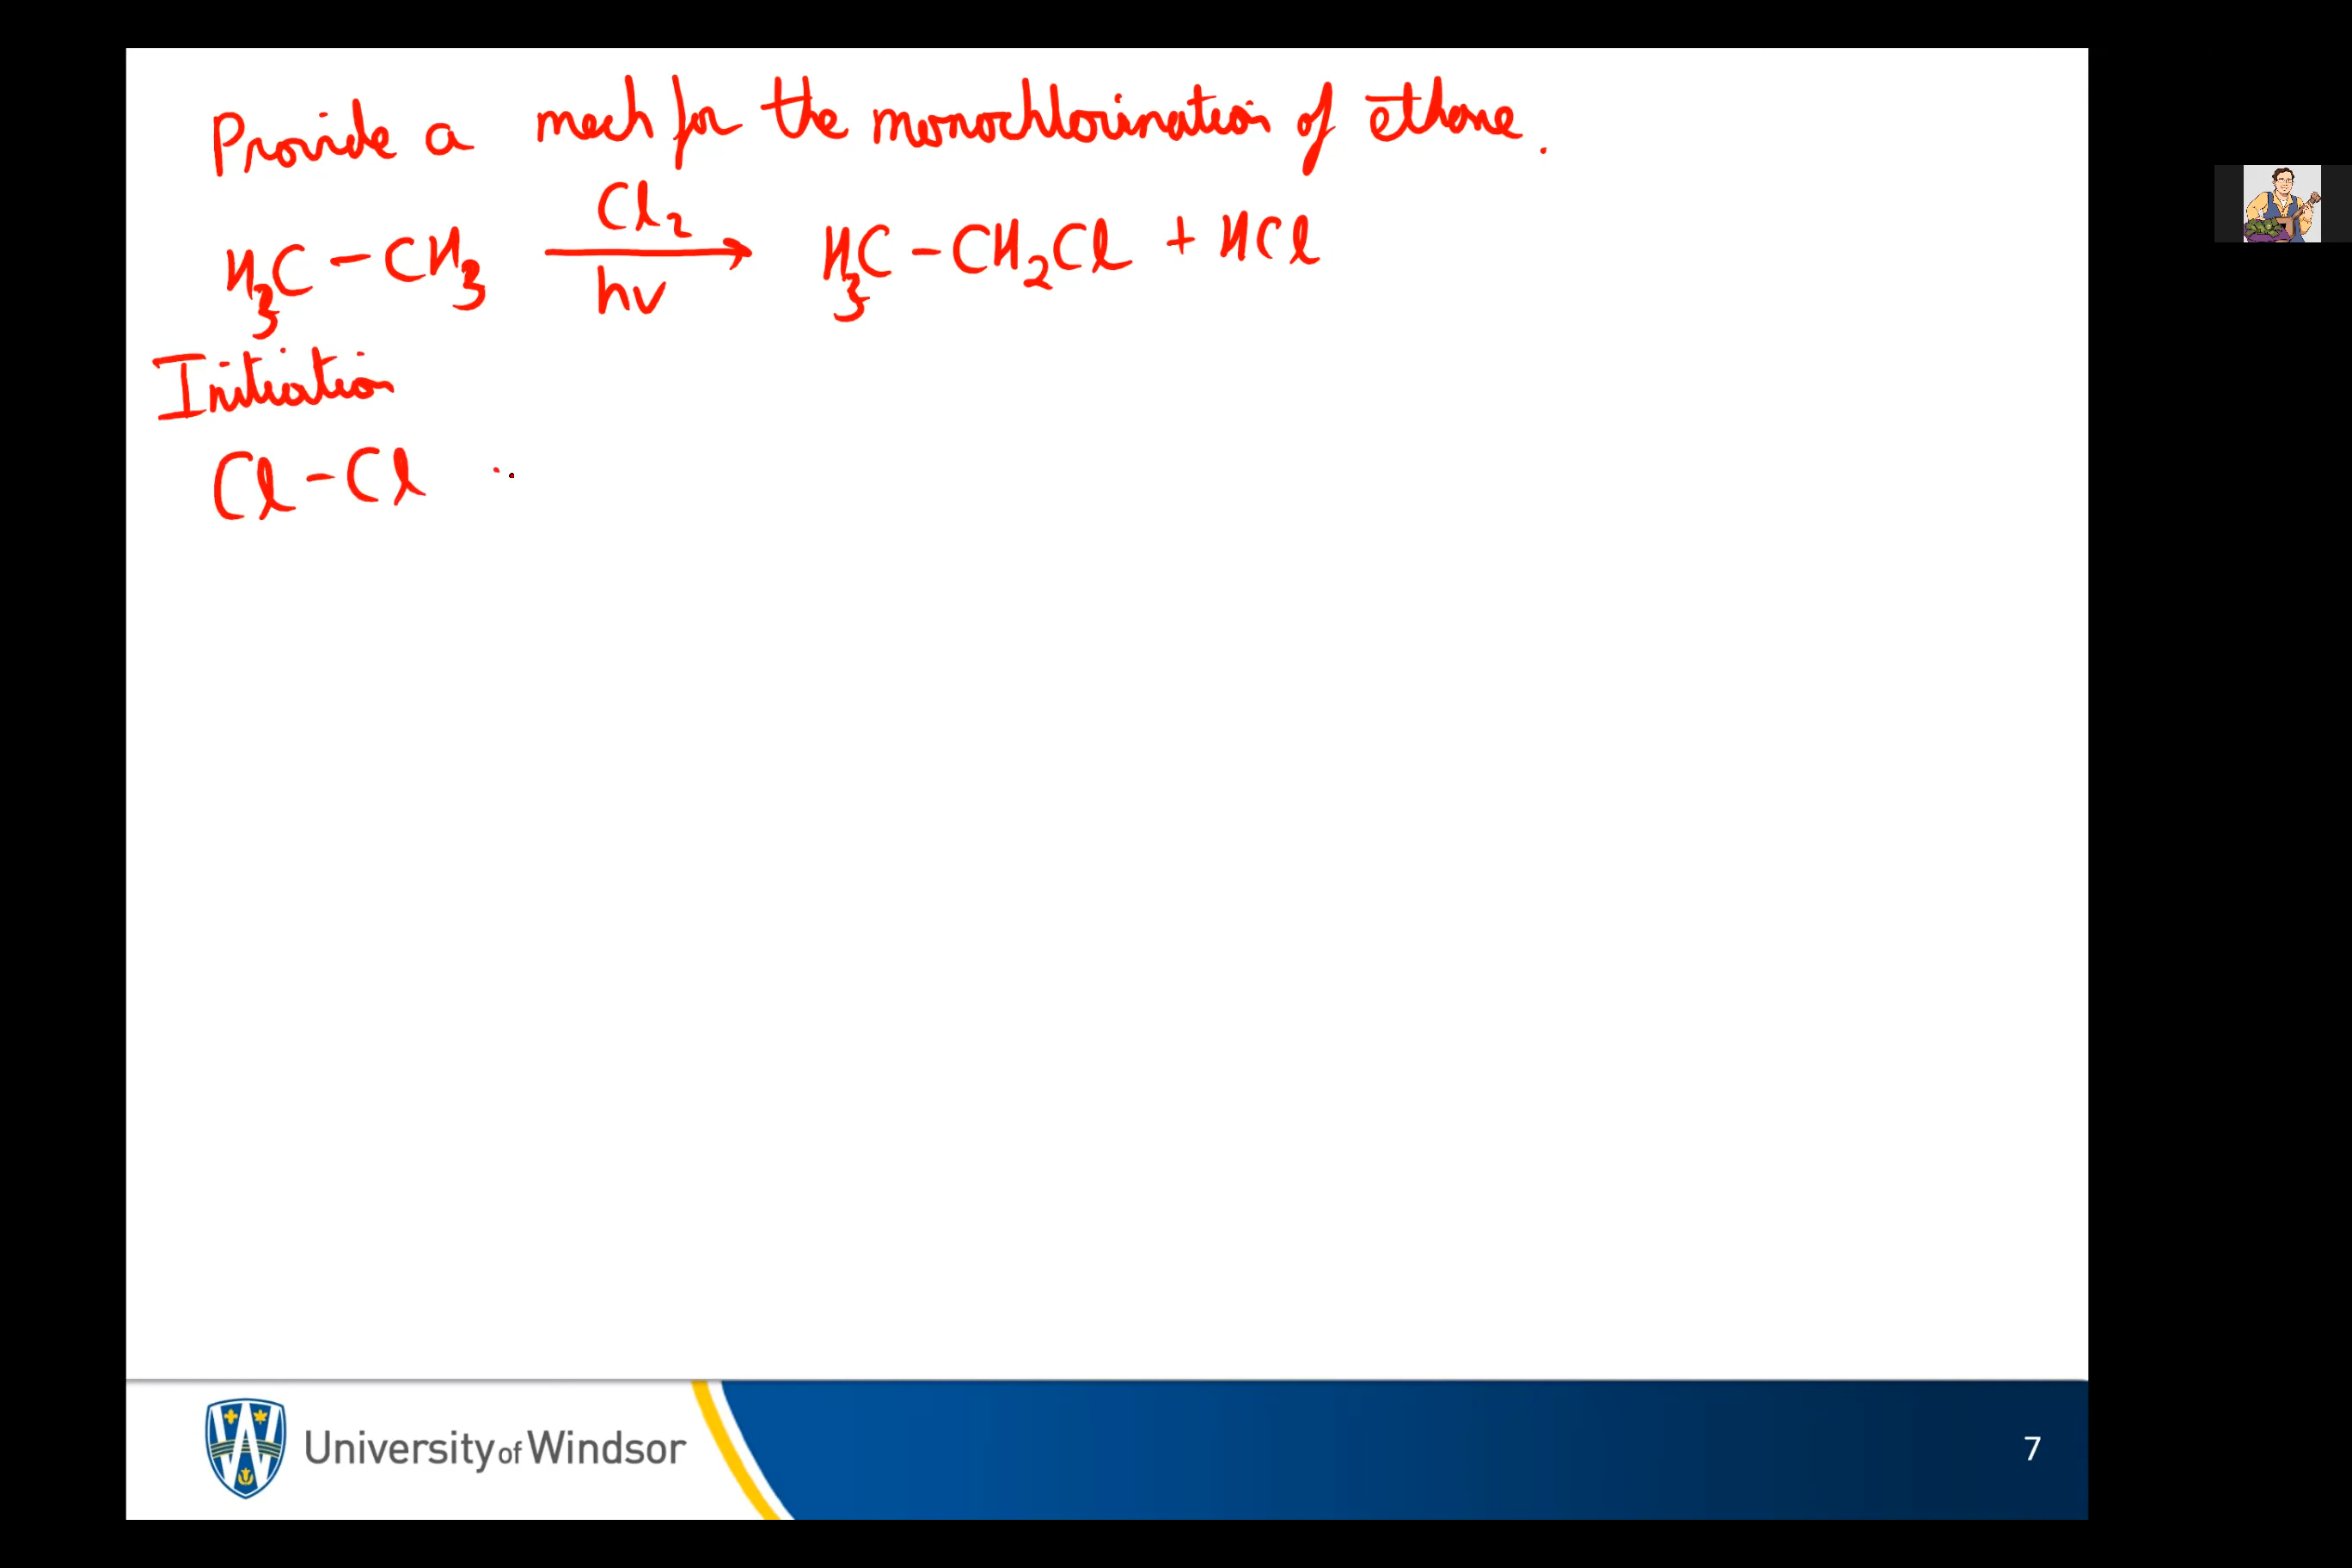 Provide a mech for the monochlorination of ethane.
H₃C-CH₃ Cl₂ hν H₃C-CH₂Cl + HCl
Initiation
Cl-Cl
University of Windsor
7